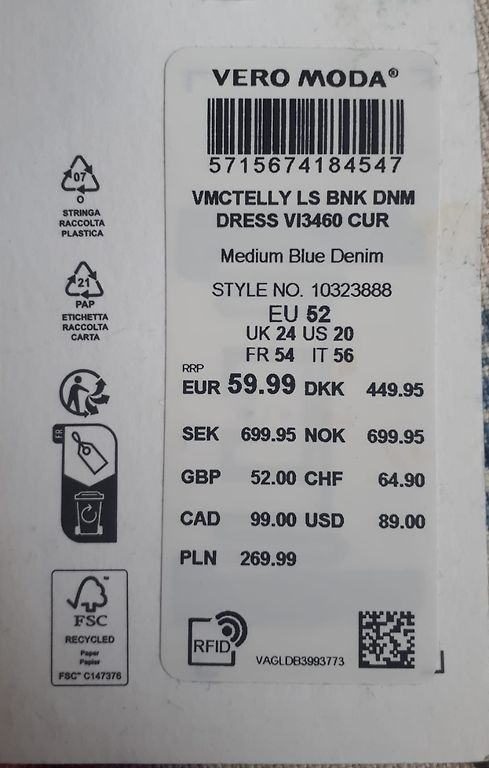 VERO MODA®
5715674184547
VMCTELLY LS BNK DNM
DRESS VI3460 CUR
Medium Blue Denim
STYLE NO. 10323888
EU 52
UK 24 US 20
FR 54 IT 56
RRP
EUR 59.99 DKK 449.95
SEK 699.95 NOK 699.95
GBP 52.00 CHF 64.90
CAD 99.00 USD 89.00
PLN 269.99
RFID
VAGLDB3993773
07
O
STRINGA
RACCOLTA
PLASTICA
21
PAP
ETICHETTA
RACCOLTA
CARTA
FR
FSC
RECYCLED
Paper
Papier
FSC™ C147376